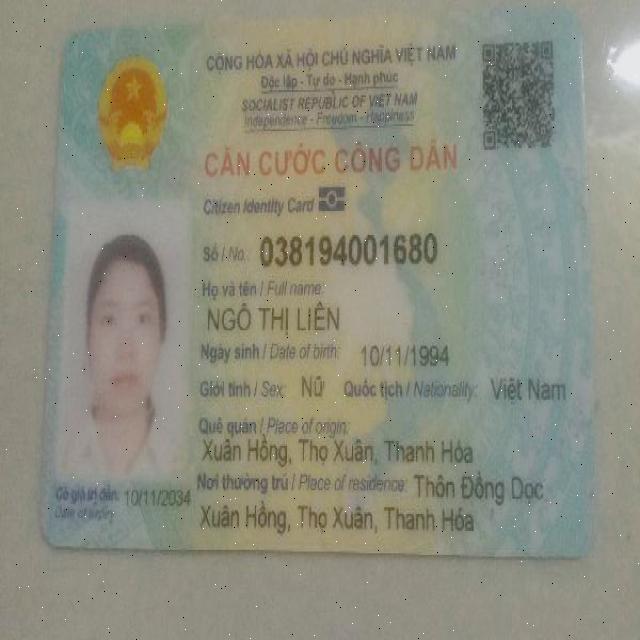 CỘNG HÒA XÃ HỘI CHỦ NGHĨA VIỆT NAM
Độc lập - Tự do - Hạnh phúc
SOCIALIST REPUBLIC OF VIET NAM
Independence - Freedom - Happiness
CĂN CƯỚC CÔNG DÂN
Citizen Identity Card
Số / No.: 038194001680
Họ và tên / Full name:
NGÔ THỊ LIÊN
Ngày sinh / Date of birth: 10/11/1994
Giới tính / Sex: Nữ Quốc tịch / Nationality: Việt Nam
Quê quán / Place of origin:
Xuân Hồng, Thọ Xuân, Thanh Hóa
Nơi thường trú / Place of residence: Thôn Đồng Dọc
Xuân Hồng, Thọ Xuân, Thanh Hóa
Có giá trị đến: 10/11/2034
Date of expiry